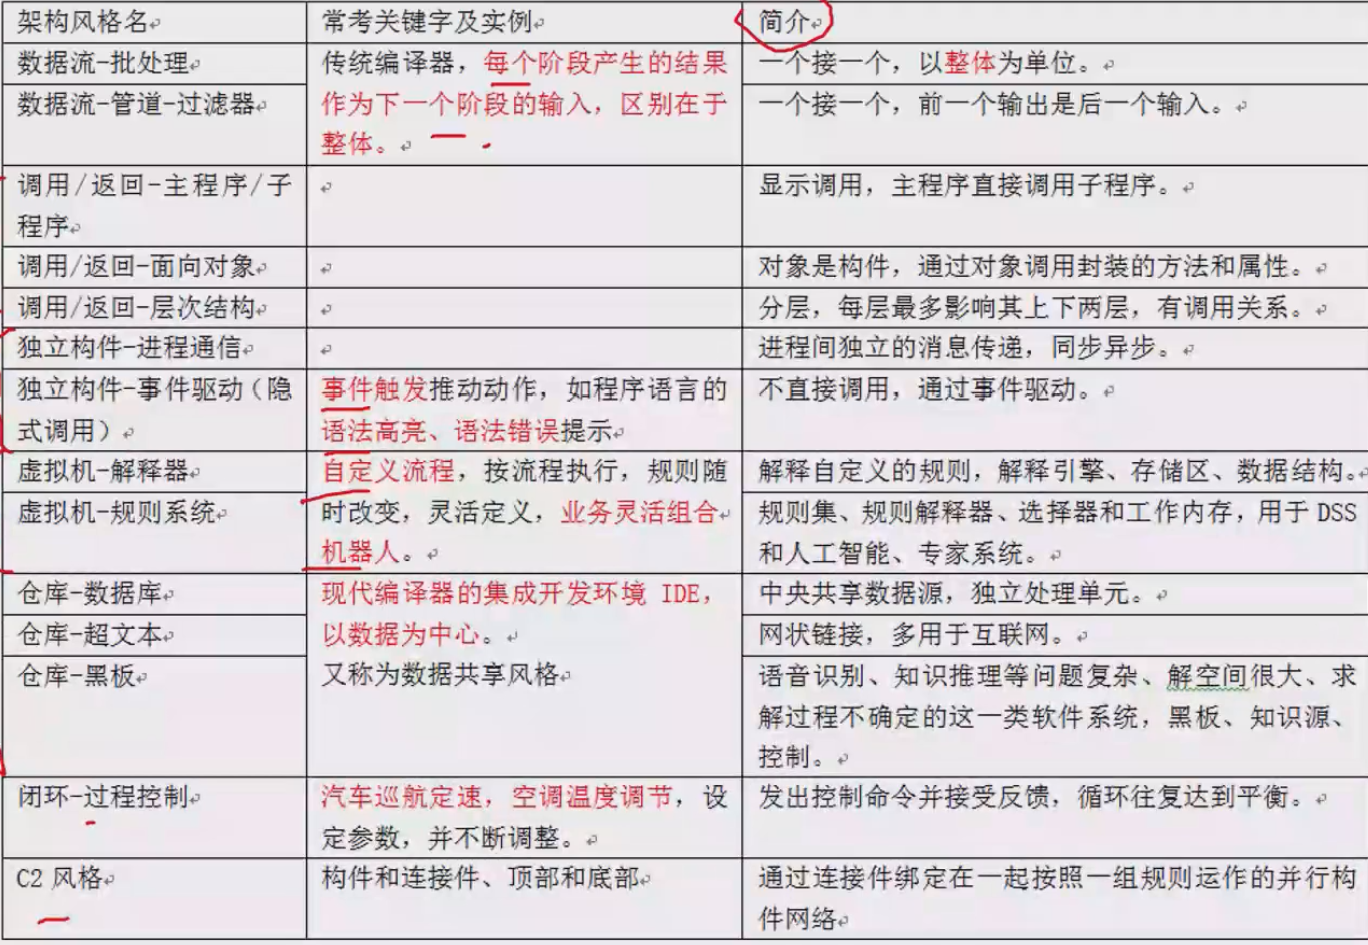 架构风格名
常考关键字及实例
简介
数据流-批处理
传统编译器，每个阶段产生的结果
作为下一个阶段的输入，区别在于
整体。
一个接一个，以整体为单位。
数据流-管道-过滤器
一个接一个，前一个输出是后一个输入。
调用/返回-主程序/子
程序
显示调用，主程序直接调用子程序。
调用/返回-面向对象
对象是构件，通过对象调用封装的方法和属性。
调用/返回-层次结构
分层，每层最多影响其上下两层，有调用关系。
独立构件-进程通信
进程间独立的消息传递，同步异步。
独立构件-事件驱动（隐
式调用）
事件触发推动动作，如程序语言的
语法高亮、语法错误提示
不直接调用，通过事件驱动。
虚拟机-解释器
自定义流程，按流程执行，规则随
时改变，灵活定义，业务灵活组合
机器人。
解释自定义的规则，解释引擎、存储区、数据结构。
虚拟机-规则系统
规则集、规则解释器、选择器和工作内存，用于 DSS
和人工智能、专家系统。
仓库-数据库
现代编译器的集成开发环境 IDE，
以数据为中心。
又称为数据共享风格
中央共享数据源，独立处理单元。
仓库-超文本
网状链接，多用于互联网。
仓库-黑板
语音识别、知识推理等问题复杂、解空间很大、求
解过程不确定的这一类软件系统，黑板、知识源、
控制。
闭环-过程控制
汽车巡航定速，空调温度调节，设
定参数，并不断调整。
发出控制命令并接受反馈，循环往复达到平衡。
C2 风格
构件和连接件、顶部和底部
通过连接件绑定在一起按照一组规则运作的并行构
件网络